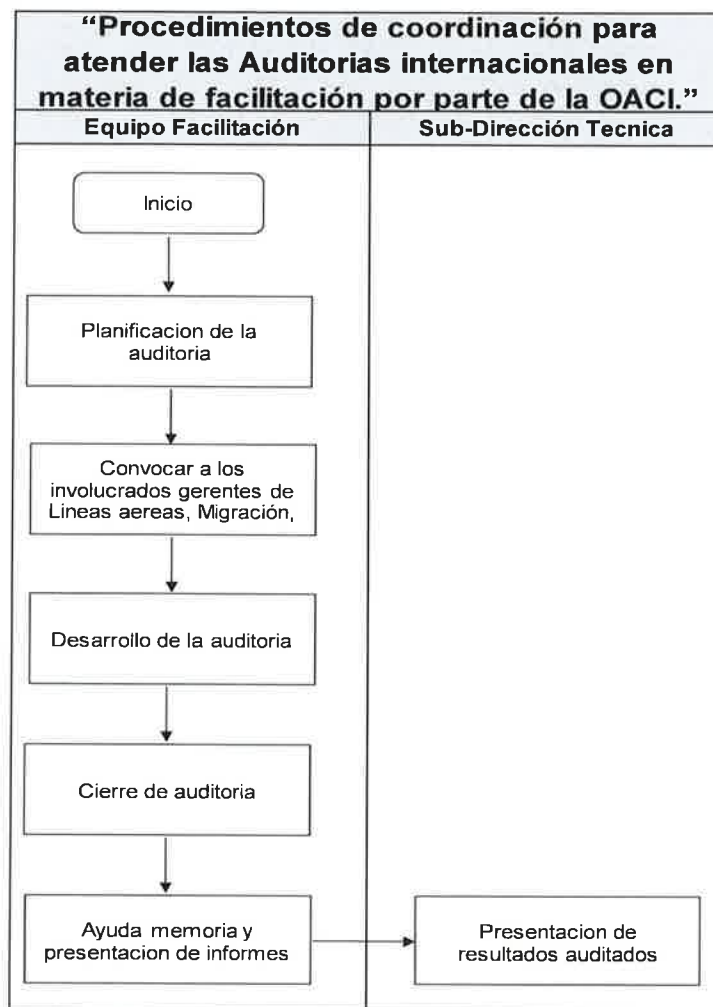 “Procedimientos de coordinación para
atender las Auditorias internacionales en
materia de facilitación por parte de la OACI.”
Equipo Facilitación
Sub-Dirección Tecnica
Inicio
Planificacion de la
auditoria
Convocar a los
involucrados gerentes de
Lineas aereas, Migración,
Desarrollo de la auditoria
Cierre de auditoria
Ayuda memoria y
presentacion de informes
Presentacion de
resultados auditados